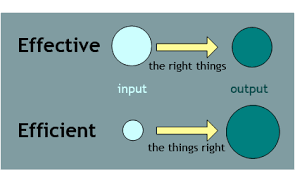 Effective
the right things
input
output
Efficient
the things right